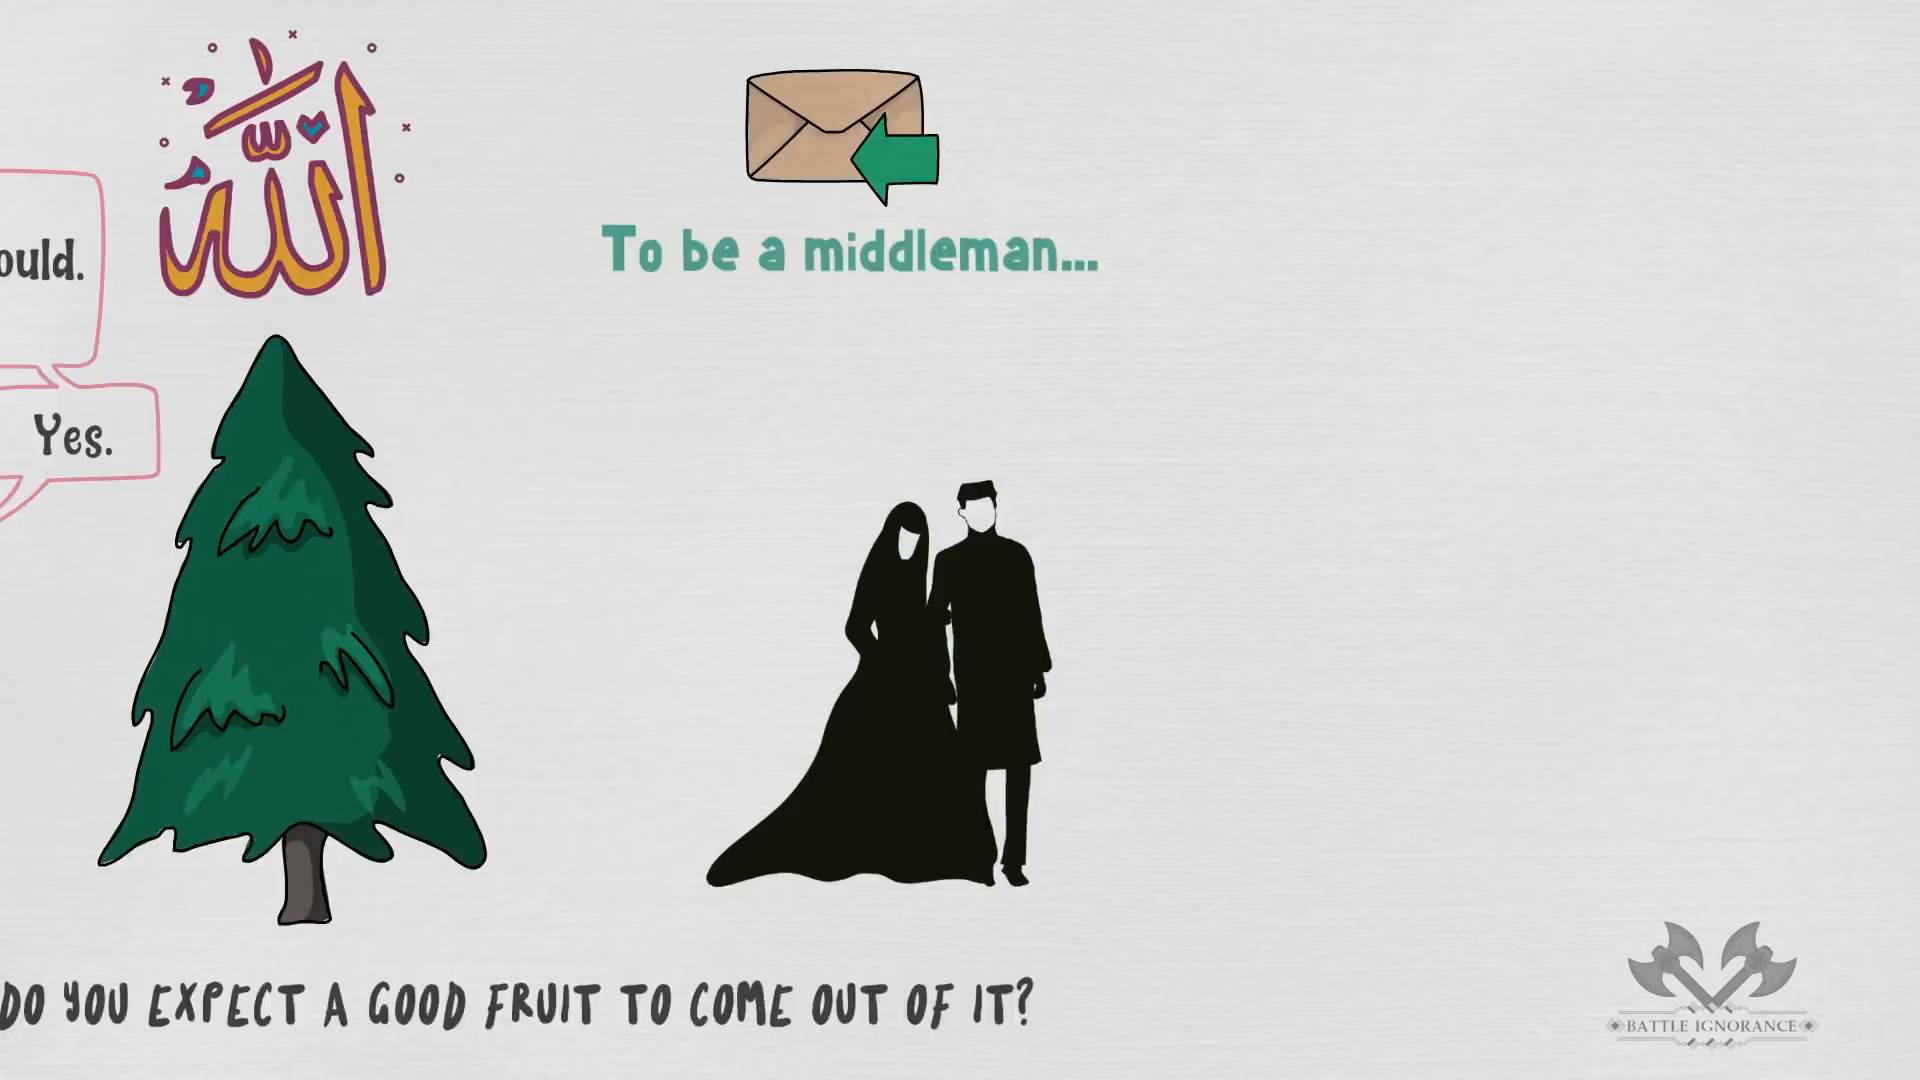 الله
To be a middleman...
ould.
Yes.
DO YOU EXPECT A GOOD FRUIT TO COME OUT OF IT?
BATTLE IGNORANCE